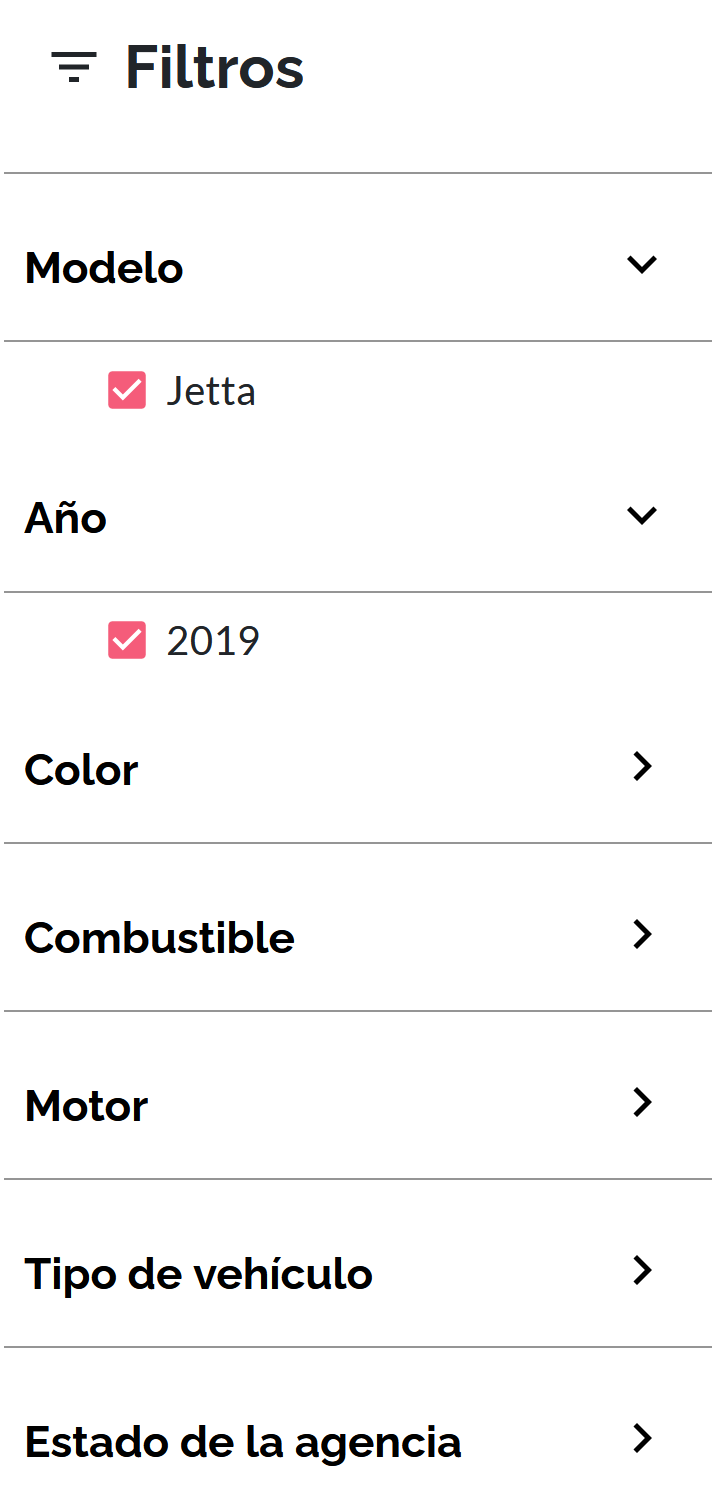 Filtros
Modelo
Jetta
Año
2019
Color
Combustible
Motor
Tipo de vehículo
Estado de la agencia